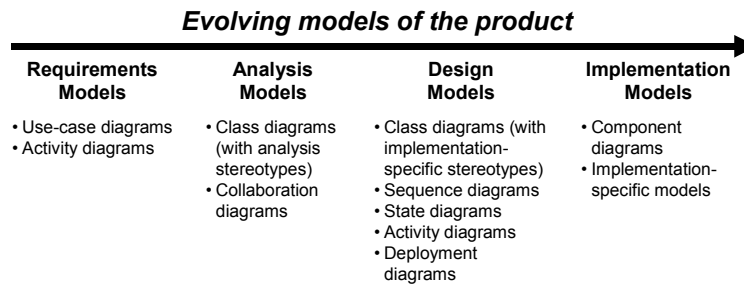 Evolving models of the product
Requirements
Models
• Use-case diagrams
• Activity diagrams
Analysis
Models
• Class diagrams
(with analysis
stereotypes)
• Collaboration
diagrams
Design
Models
• Class diagrams (with
implementation-
specific stereotypes)
• Sequence diagrams
• State diagrams
• Activity diagrams
• Deployment
diagrams
Implementation
Models
• Component
diagrams
• Implementation-
specific models